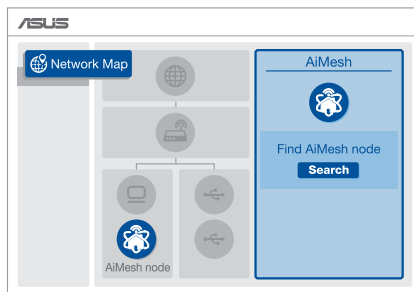 ASUS
Network Map
AiMesh
Find AiMesh node
Search
AiMesh node